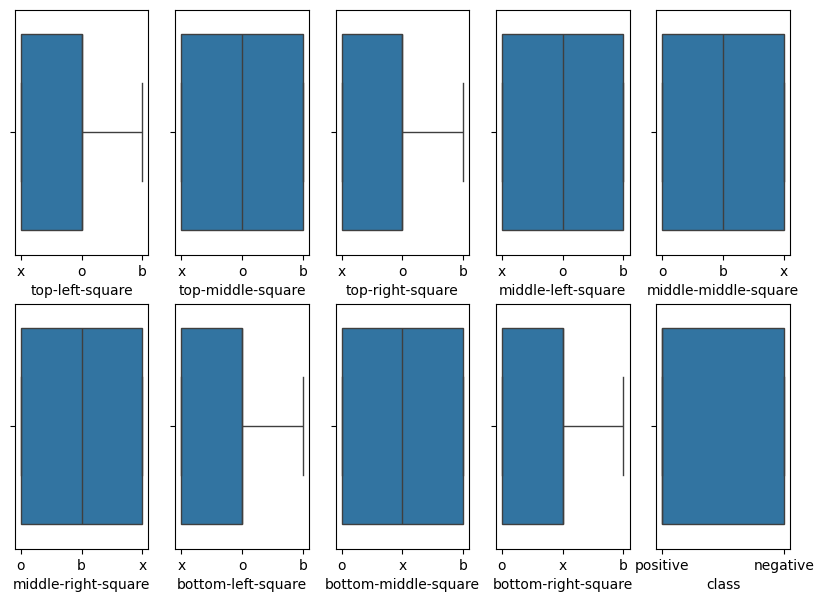 x o b x o b x o b x o b o b x
top-left-square top-middle-square top-right-square middle-left-square middle-middle-square
o b x x o b o x b o x b positive negative
middle-right-square bottom-left-square bottom-middle-square bottom-right-square class